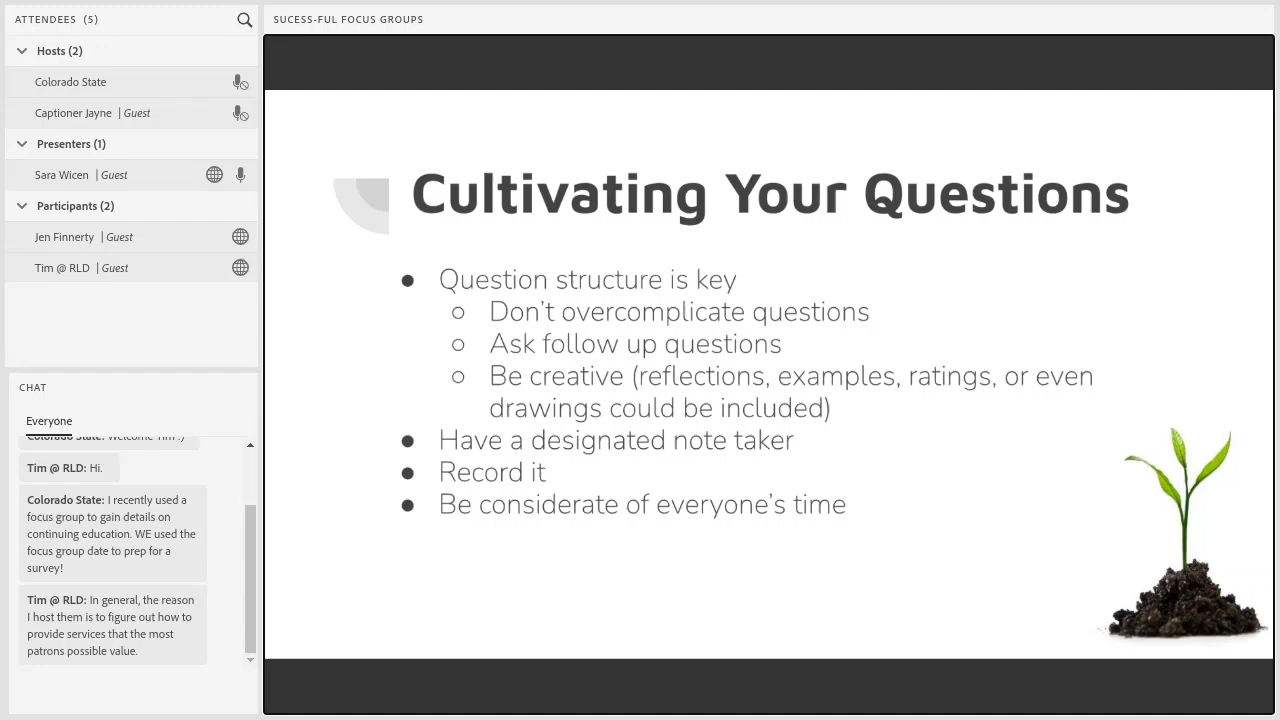 ATTENDEES (5)
Hosts (2)
Colorado State
Captioner Jayne | Guest
Presenters (1)
Sara Wicen | Guest
Participants (2)
Jen Finnerty | Guest
Tim @ RLD | Guest
CHAT
Everyone
Colorado State: Welcome Tim :)
Tim @ RLD: Hi.
Colorado State: I recently used a
focus group to gain details on
continuing education. WE used the
focus group date to prep for a
survey!
Tim @ RLD: In general, the reason
I host them is to figure out how to
provide services that the most
patrons possible value.
SUCESS-FUL FOCUS GROUPS
Cultivating Your Questions
● Question structure is key
○ Don't overcomplicate questions
○ Ask follow up questions
○ Be creative (reflections, examples, ratings, or even
drawings could be included)
● Have a designated note taker
● Record it
● Be considerate of everyone's time